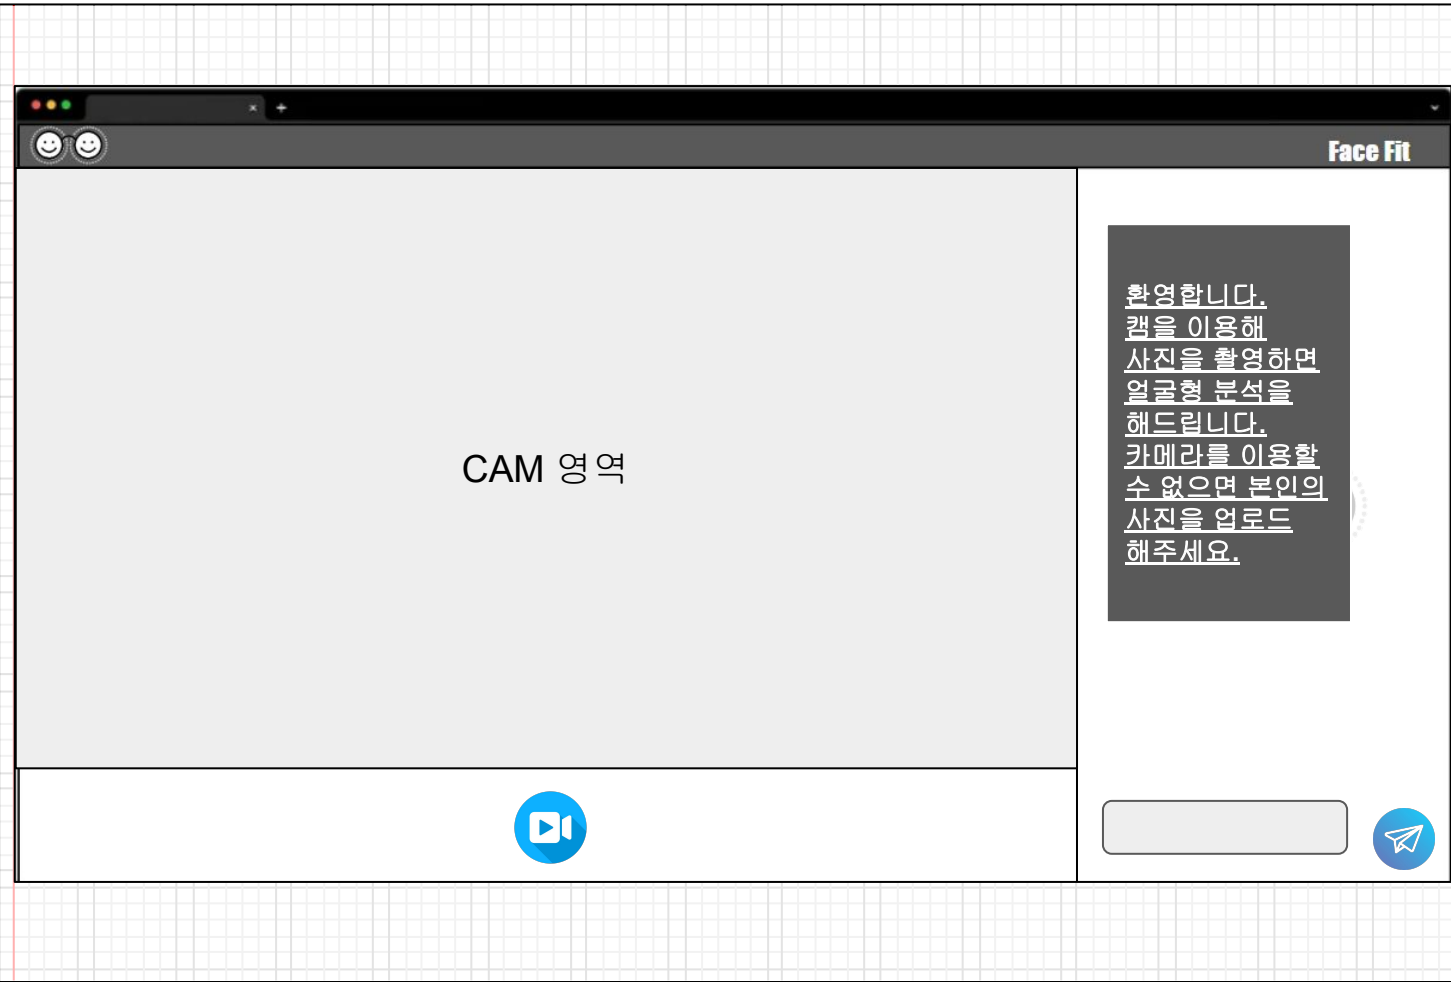 Face Fit
CAM 영역
환영합니다.
캠을 이용해
사진을 촬영하면
얼굴형 분석을
해드립니다.
카메라를 이용할
수 없으면 본인의
사진을 업로드
해주세요.